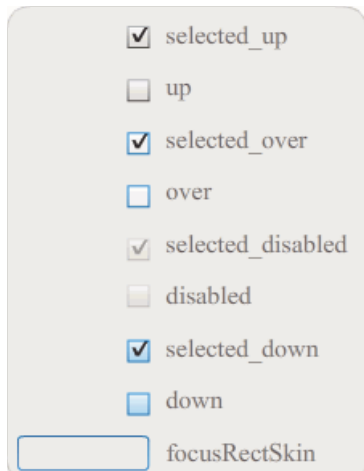 selected_up
up
selected_over
over
selected_disabled
disabled
selected_down
down
focusRectSkin